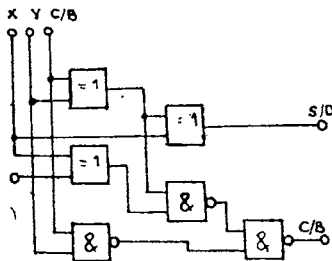 X Y C/B
= 1
= 1
S/D
= 1
&
& & C/B